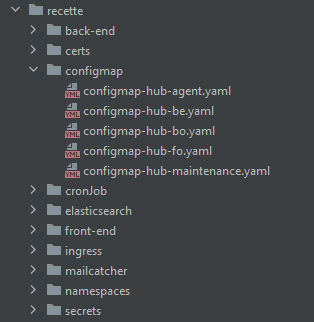 recette
back-end
certs
configmap
configmap-hub-agent.yaml
configmap-hub-be.yaml
configmap-hub-bo.yaml
configmap-hub-fo.yaml
configmap-hub-maintenance.yaml
cronJob
elasticsearch
front-end
ingress
mailcatcher
namespaces
secrets